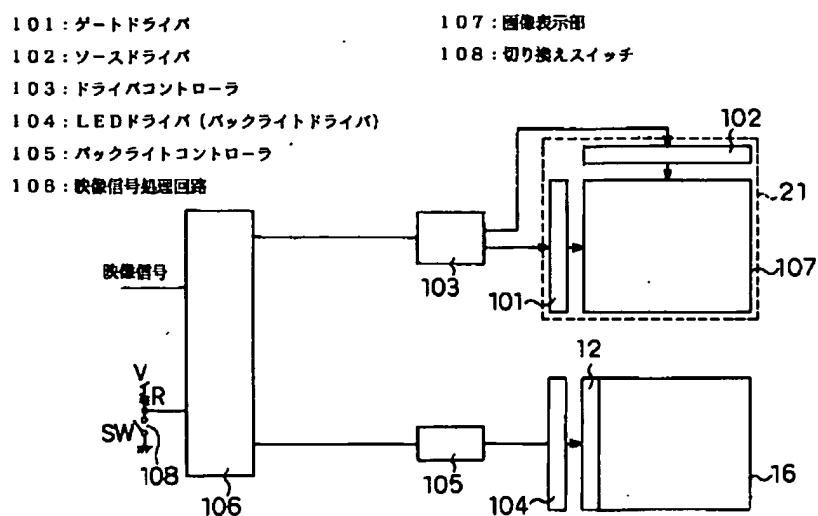 101：ゲートドライバ
102：ソースドライバ
103：ドライバコントローラ
104：LEDドライバ（バックライトドライバ）
105：バックライトコントローラ
106：映像信号処理回路
107：画像表示部
108：切り換えスイッチ
102
21
映像信号
103
101
107
V
R
12
SW
108
106
105
104
16